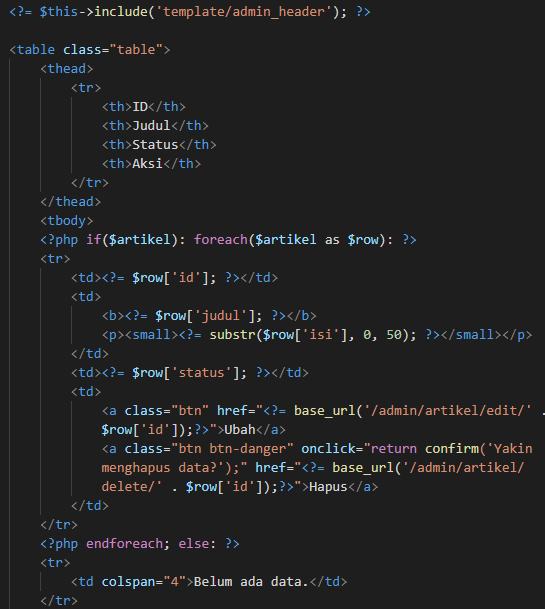 <?= $this->include('template/admin_header'); ?>

<table class="table">
    <thead>
        <tr>
            <th>ID</th>
            <th>Judul</th>
            <th>Status</th>
            <th>Aksi</th>
        </tr>
    </thead>
    <tbody>
    <?php if($artikel): foreach($artikel as $row): ?>
    <tr>
        <td><?= $row['id']; ?></td>
        <td>
            <b><?= $row['judul']; ?></b>
            <p><small><?= substr($row['isi'], 0, 50); ?></small></p>
        </td>
        <td><?= $row['status']; ?></td>
        <td>
            <a class="btn" href="<?= base_url('/admin/artikel/edit/' .
            $row['id']);?>">Ubah</a>
            <a class="btn btn-danger" onclick="return confirm('Yakin
            menghapus data?');" href="<?= base_url('/admin/artikel/
            delete/' . $row['id']);?>">Hapus</a>
        </td>
    </tr>
    <?php endforeach; else: ?>
    <tr>
        <td colspan="4">Belum ada data.</td>
    </tr>